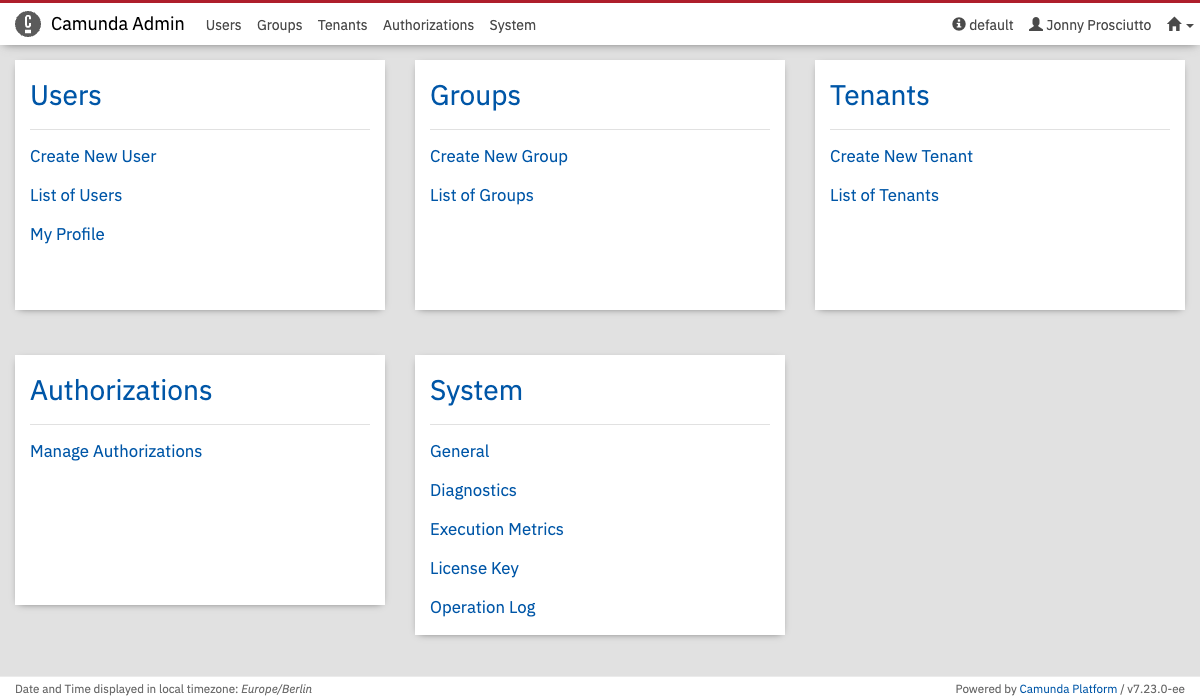 Camunda Admin Users Groups Tenants Authorizations System default Jonny Prosciutto
Users
Create New User
List of Users
My Profile
Groups
Create New Group
List of Groups
Tenants
Create New Tenant
List of Tenants
Authorizations
Manage Authorizations
System
General
Diagnostics
Execution Metrics
License Key
Operation Log
Date and Time displayed in local timezone: Europe/Berlin
Powered by Camunda Platform / v7.23.0-ee